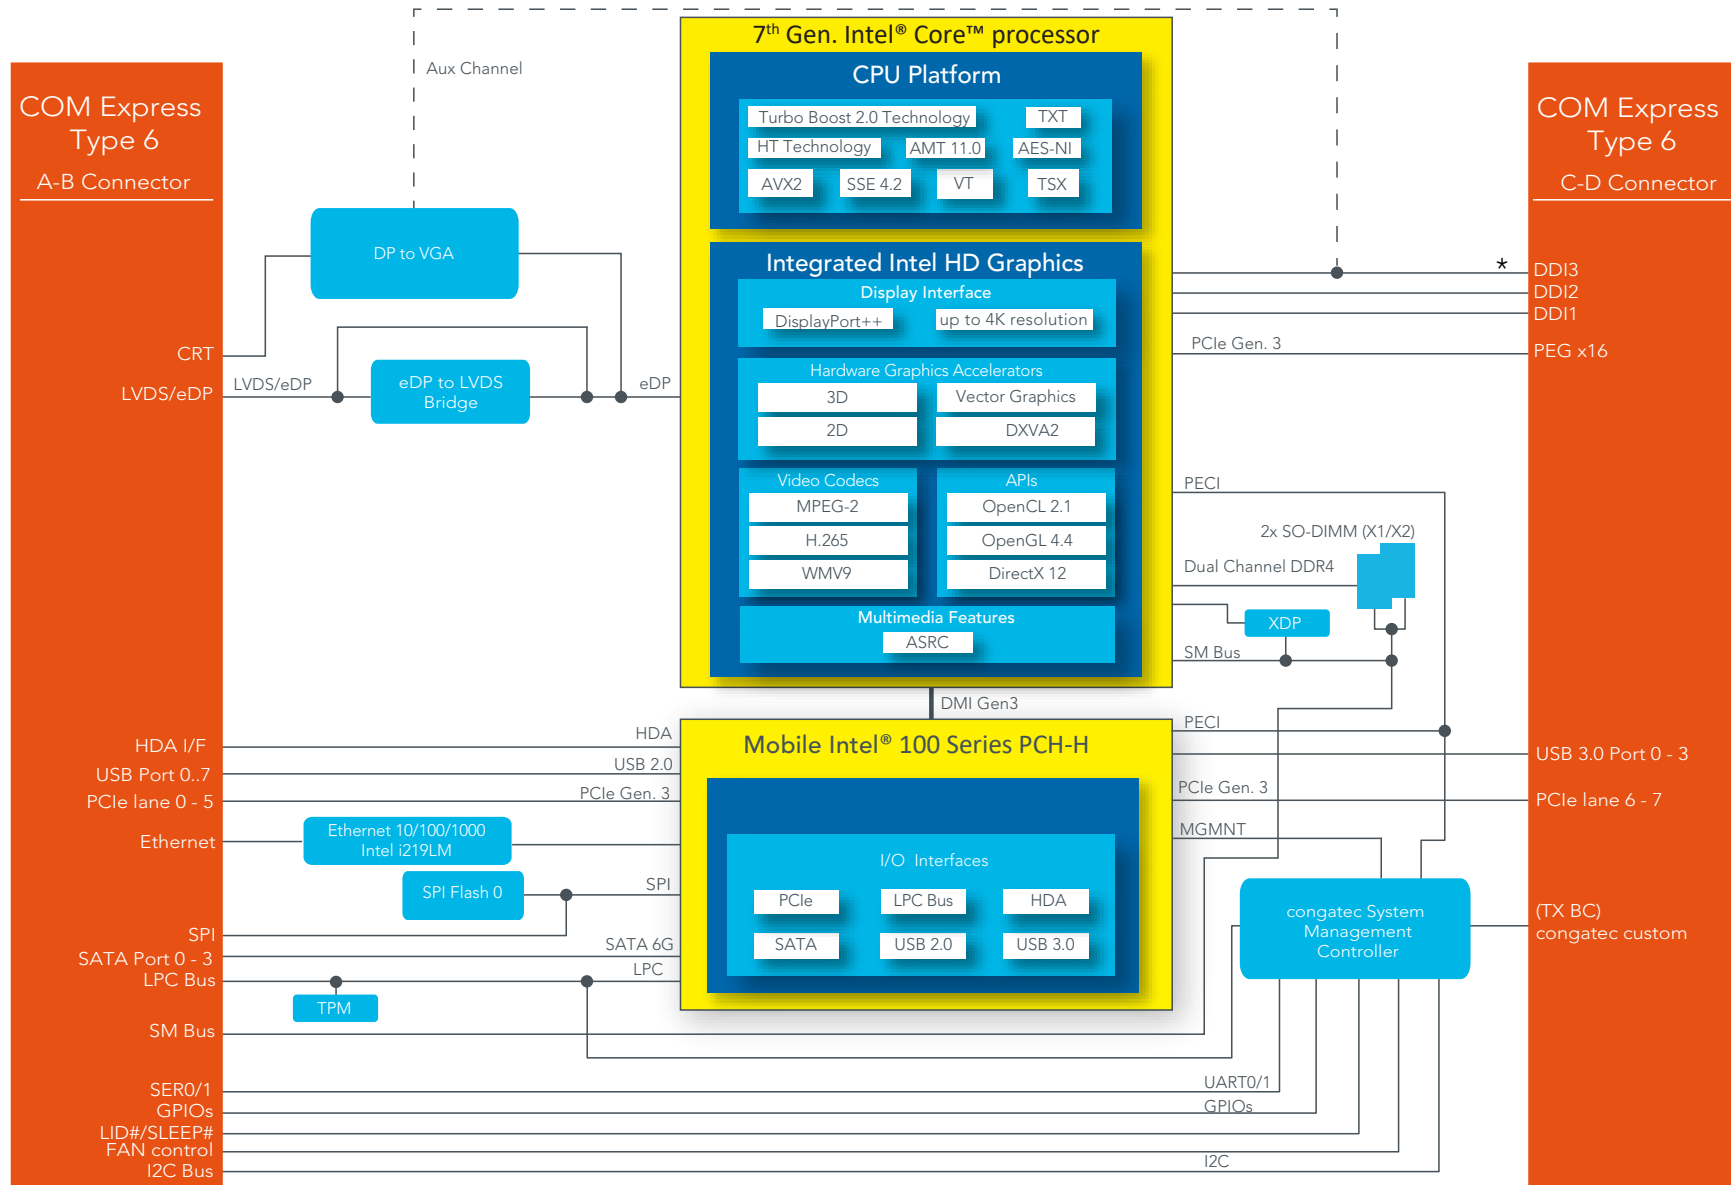 7th Gen. Intel® Core™ processor
Aux Channel
COM Express
Type 6
A-B Connector
CPU Platform
Turbo Boost 2.0 Technology
TXT
HT Technology
AMT 11.0
AES-NI
AVX2
SSE 4.2
VT
TSX
COM Express
Type 6
C-D Connector
DP to VGA
Integrated Intel HD Graphics
Display Interface
DisplayPort++
up to 4K resolution
*
DDI3
DDI2
DDI1
PCIe Gen. 3
PEG x16
CRT
LVDS/eDP
LVDS/eDP
eDP to LVDS
Bridge
eDP
Hardware Graphics Accelerators
3D
Vector Graphics
2D
DXVA2
Video Codecs
MPEG-2
H.265
WMV9
APIs
OpenCL 2.1
OpenGL 4.4
DirectX 12
PECI
2x SO-DIMM (X1/X2)
Dual Channel DDR4
Multimedia Features
ASRC
XDP
SM Bus
DMI Gen3
Mobile Intel® 100 Series PCH-H
I/O Interfaces
PCIe
LPC Bus
HDA
SATA
USB 2.0
USB 3.0
HDA I/F
HDA
USB Port 0..7
USB 2.0
PCIe lane 0 - 5
PCIe Gen. 3
Ethernet
Ethernet 10/100/1000
Intel i219LM
SPI Flash 0
SPI
SPI
SATA Port 0 - 3
SATA 6G
LPC Bus
LPC
TPM
SM Bus
PECI
USB 3.0 Port 0 - 3
PCIe Gen. 3
PCIe lane 6 - 7
MGMNT
congatec System
Management
Controller
(TX BC)
congatec custom
SER0/1
UART0/1
GPIOs
GPIOs
LID#/SLEEP#
FAN control
I2C Bus
I2C